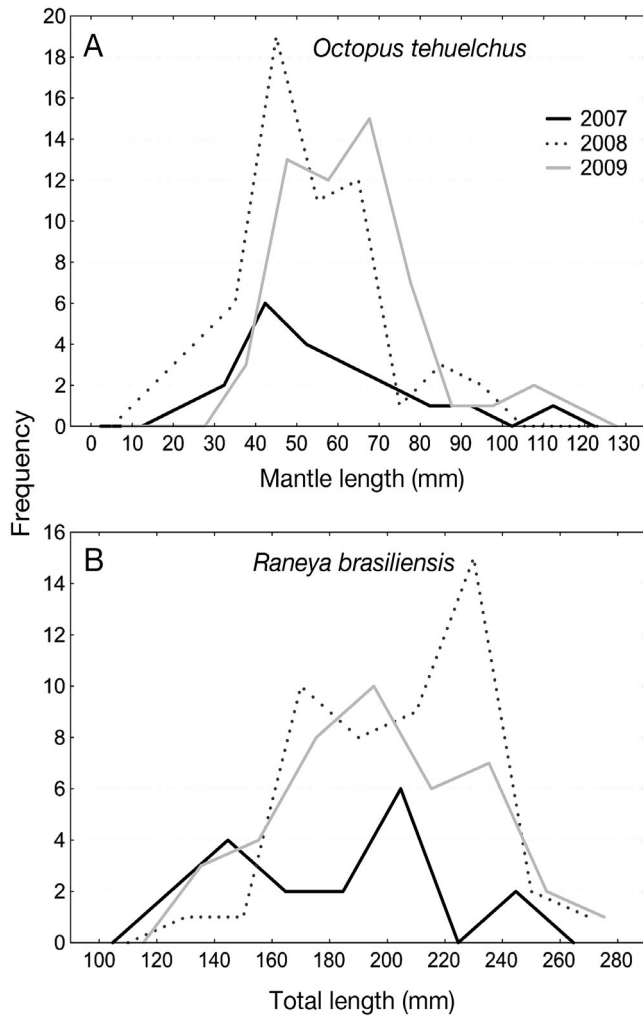 A
Octopus tehuelchus
2007
2008
2009
20
18
16
14
12
10
8
6
4
2
0
0 10 20 30 40 50 60 70 80 90 100 110 120 130
Mantle length (mm)
Frequency
B
Raneya brasiliensis
16
14
12
10
8
6
4
2
0
100 120 140 160 180 200 220 240 260 280
Total length (mm)